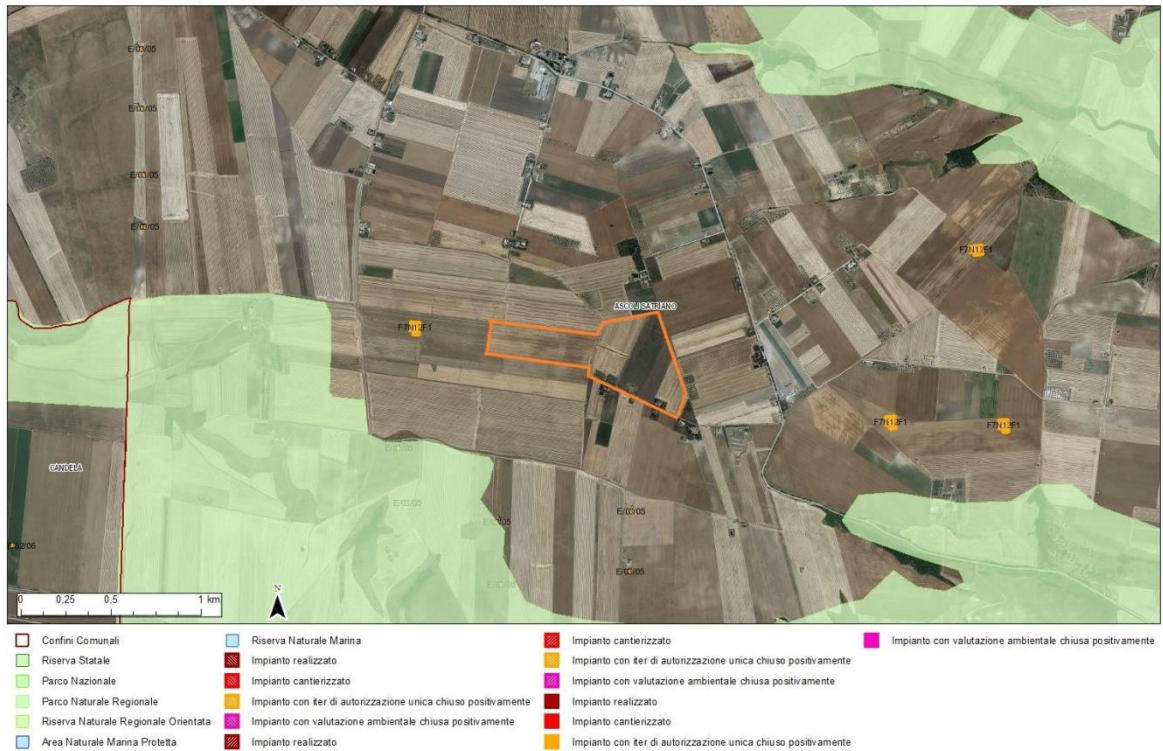 E/03/05
E/03/05
E/03/05
E/03/05
F7N12F1
ASCOLI SATRIANO
F7N12F1
CANDELA
F7N12F1
F7N12F1
E/03/05
E/03/05
E/03/05
0 0,25 0,5 1 km
N
Confini Comunali
Riserva Statale
Parco Nazionale
Parco Naturale Regionale
Riserva Naturale Regionale Orientata
Area Naturale Marina Protetta
Riserva Naturale Marina
Impianto realizzato
Impianto cantierizzato
Impianto con iter di autorizzazione unica chiuso positivamente
Impianto con valutazione ambientale chiusa positivamente
Impianto realizzato
Impianto cantierizzato
Impianto con iter di autorizzazione unica chiuso positivamente
Impianto con valutazione ambientale chiusa positivamente
Impianto realizzato
Impianto cantierizzato
Impianto con iter di autorizzazione unica chiuso positivamente
Impianto con valutazione ambientale chiusa positivamente